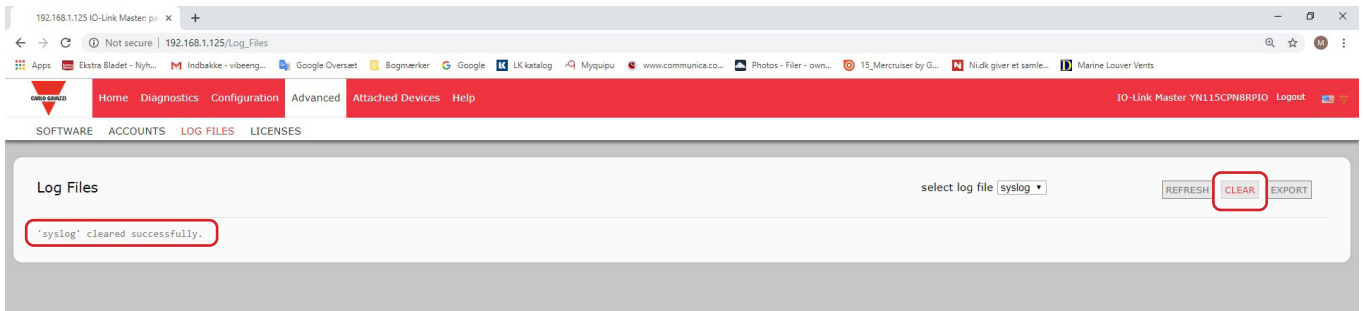 192.168.1.125 IO-Link Master: pa
Not secure | 192.168.1.125/Log_Files
M
Apps Ekstra Bladet - Nyh... Indbakke - vibeeng... Google Oversæt Bogmærker Google LK katalog Myquipu www.communica.co... Photos - Filer - own... 15_Mercruiser by G... Ni.dk giver et samle... Marine Louver Vents
CARLO GAVAZZI Home Diagnostics Configuration Advanced Attached Devices Help IO-Link Master YN115CPN8RPIO Logout
SOFTWARE ACCOUNTS LOG FILES LICENSES
Log Files select log file syslog REFRESH CLEAR EXPORT
'syslog' cleared successfully.